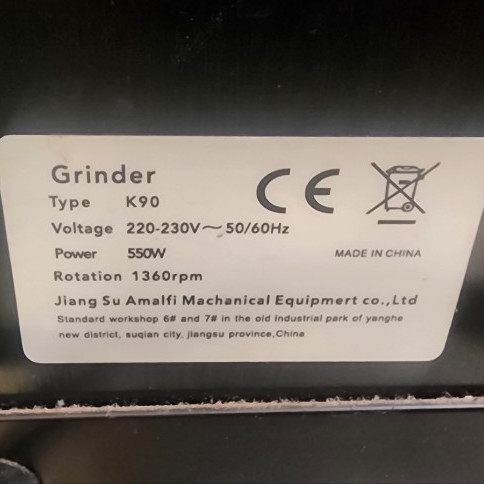 Grinder
Type K90
Voltage 220-230V～50/60Hz
Power 550W
Rotation 1360rpm
CE
MADE IN CHINA
Jiang Su Amalfi Machanical Equipmert co.,Ltd
Standard workshop 6# and 7# in the old Industrial park of yanghe
new district, suqian city, jiangsu province,China